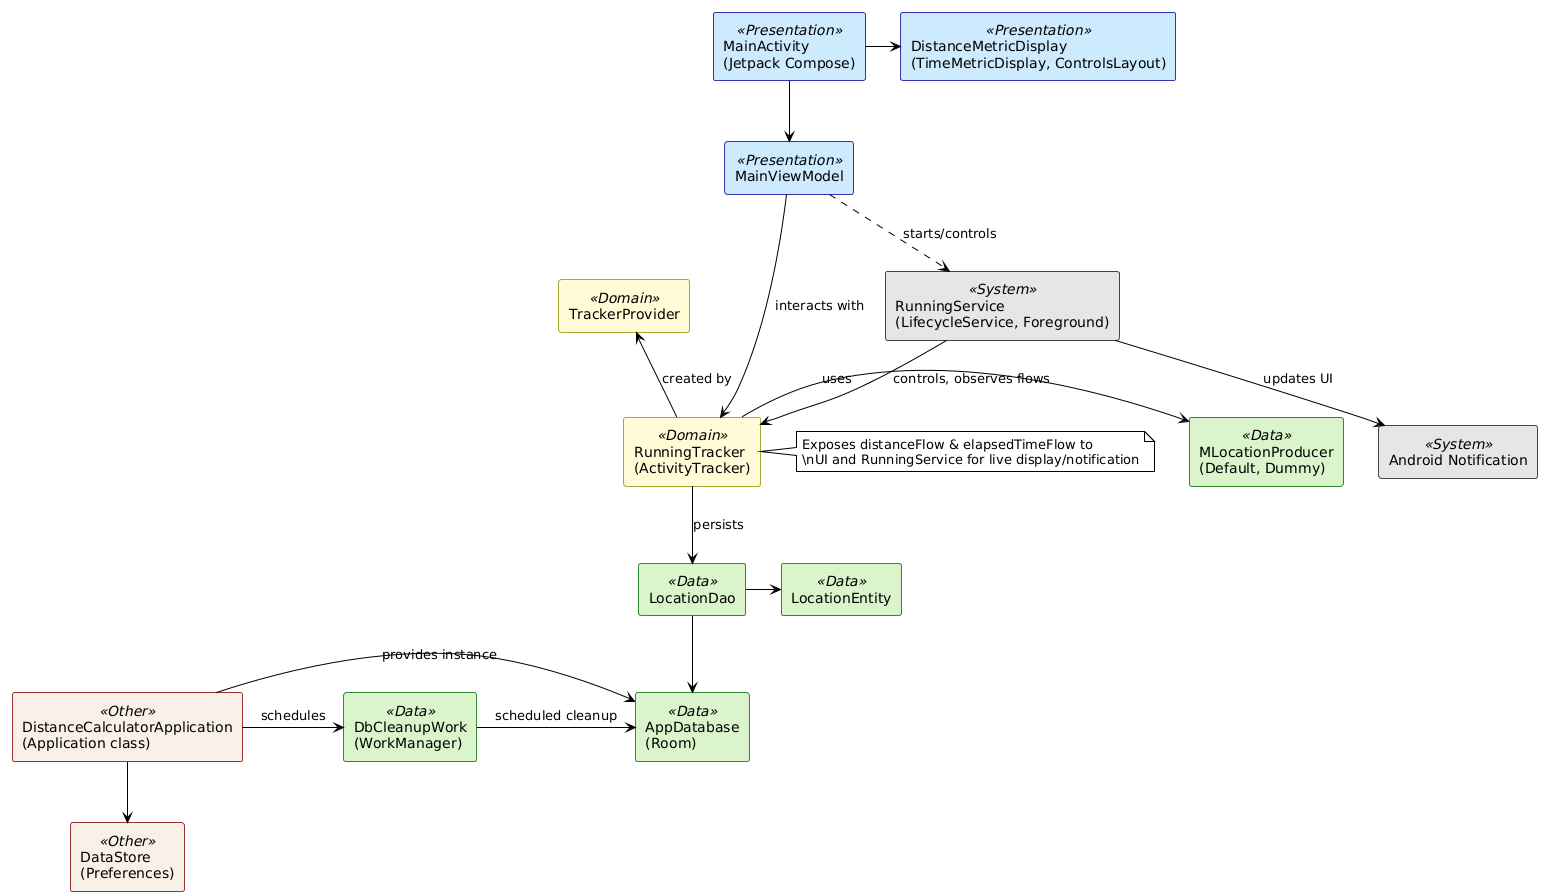 «Presentation»
MainActivity
(Jetpack Compose)
«Presentation»
DistanceMetricDisplay
(TimeMetricDisplay, ControlsLayout)
«Presentation»
MainViewModel
starts/controls
«Domain»
TrackerProvider
interacts with
«System»
RunningService
(LifecycleService, Foreground)
created by
uses
controls, observes flows
updates UI
«Domain»
RunningTracker
(ActivityTracker)
Exposes distanceFlow & elapsedTimeFlow to
\nUI and RunningService for live display/notification
«Data»
MLocationProducer
(Default, Dummy)
«System»
Android Notification
persists
«Data»
LocationDao
«Data»
LocationEntity
provides instance
«Other»
DistanceCalculatorApplication
(Application class)
schedules
«Data»
DbCleanupWork
(WorkManager)
scheduled cleanup
«Data»
AppDatabase
(Room)
«Other»
DataStore
(Preferences)